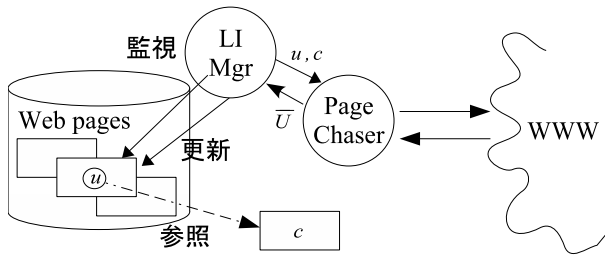 監視
LI
Mgr
u, c
U̅
Page
Chaser
WWW
Web pages
更新
u
参照
c